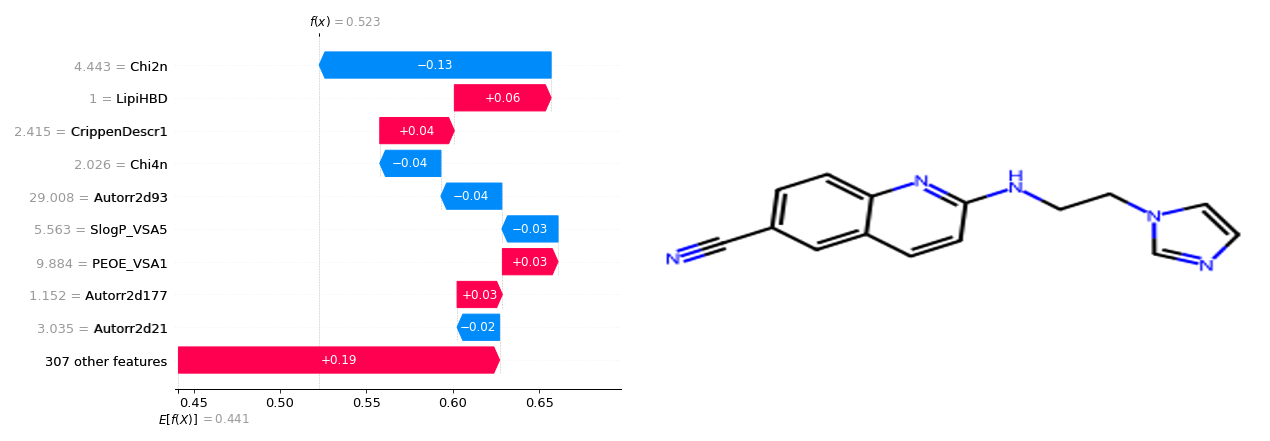 f(x) = 0.523
4.443 = Chi2n
−0.13
1 = LipiHBD
+0.06
2.415 = CrippenDescr1
+0.04
2.026 = Chi4n
−0.04
29.008 = Autorr2d93
−0.04
5.563 = SlogP_VSA5
−0.03
9.884 = PEOE_VSA1
+0.03
1.152 = Autorr2d177
+0.03
3.035 = Autorr2d21
−0.02
307 other features
+0.19
0.45 0.50 0.55 0.60 0.65
E[f(X)] = 0.441
H
N
N
N
N
N